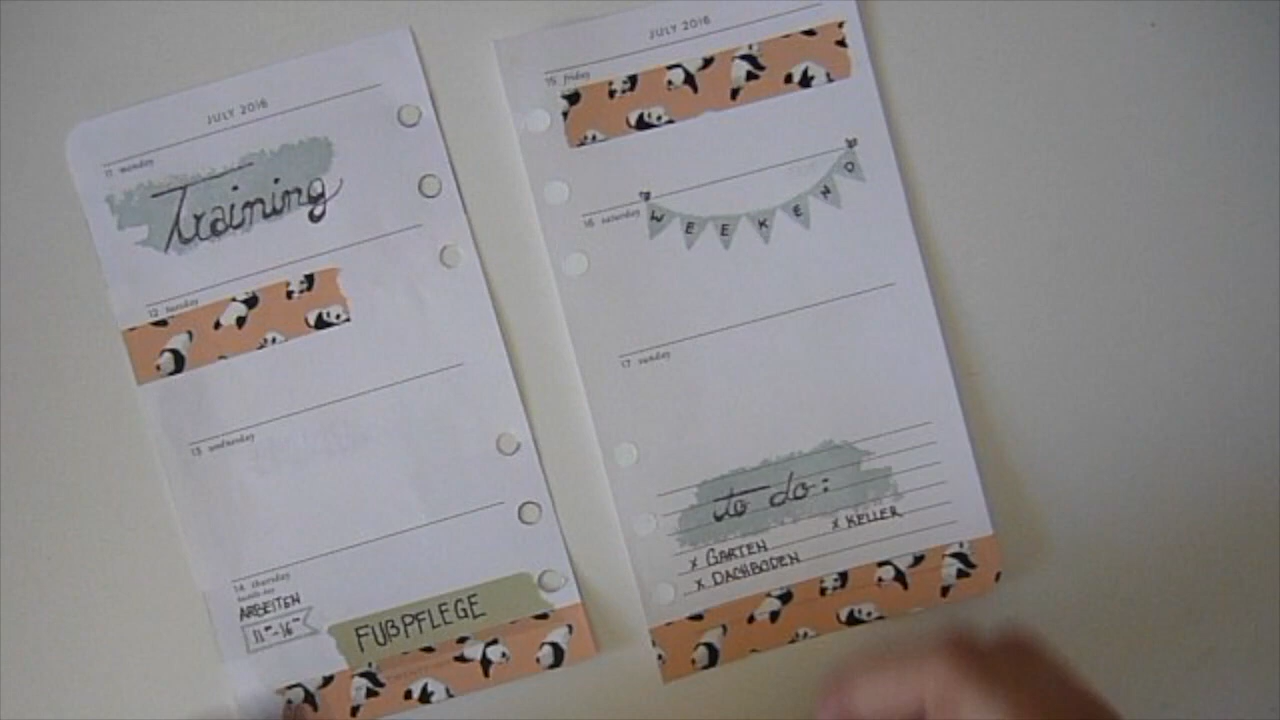 JULY 2016
11 monday
Training
12 tuesday
13 wednesday
14 thursday
ARBEITEN
11⁰⁰-16⁰⁰
FUßPFLEGE
JULY 2016
15 friday
16 saturday
WEEKEND
17 sunday
to do:
x KELLER
x GARTEN
x DACHBODEN